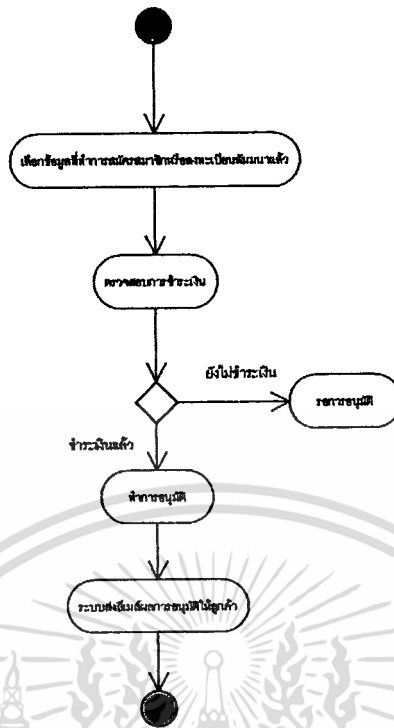 เลือกข้อมูลที่ทำการสมัครสมาชิกหรือลงทะเบียนสัมมนาแล้ว
ตรวจสอบการชำระเงิน
ยังไม่ชำระเงิน
รอการอนุมัติ
ชำระเงินแล้ว
ทำการอนุมัติ
ระบบส่งอีเมล์ผลการอนุมัติให้ลูกค้า